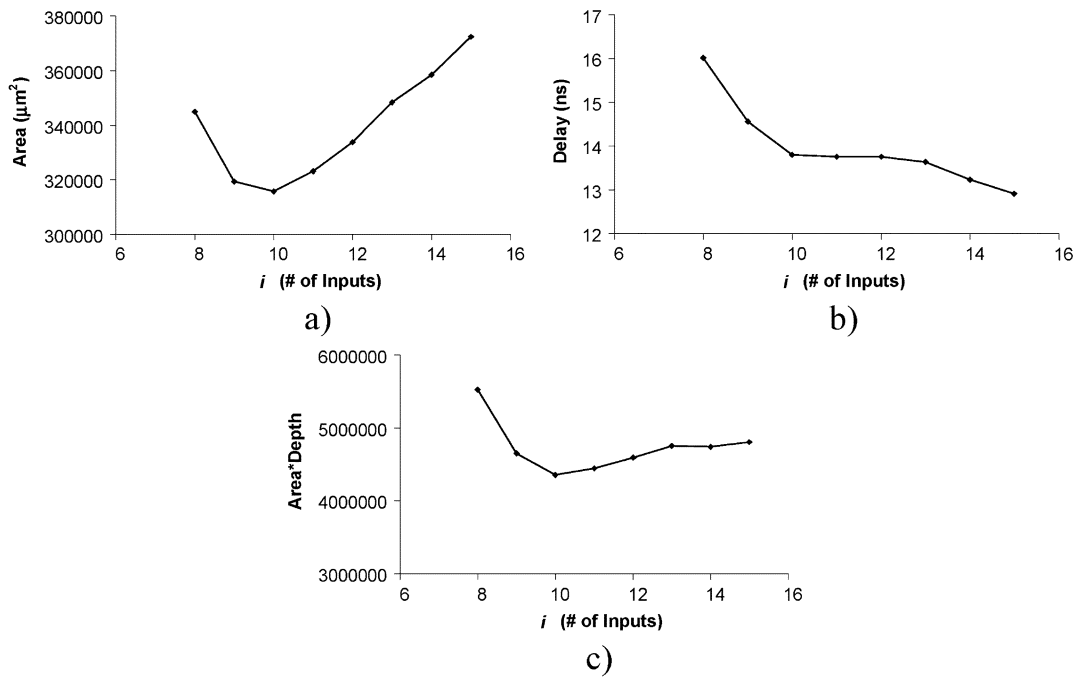 380000
360000
340000
320000
300000
Area (μm²)
6 8 10 12 14 16
i (# of Inputs)
a)
17
16
15
14
13
12
Delay (ns)
6 8 10 12 14 16
i (# of Inputs)
b)
6000000
5000000
4000000
3000000
Area*Depth
6 8 10 12 14 16
i (# of Inputs)
c)